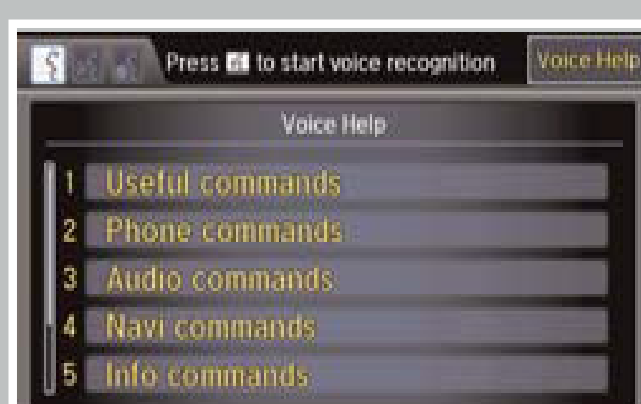 Press to start voice recognition Voice Help
Voice Help
1 Useful commands
2 Phone commands
3 Audio commands
4 Navi commands
5 Info commands